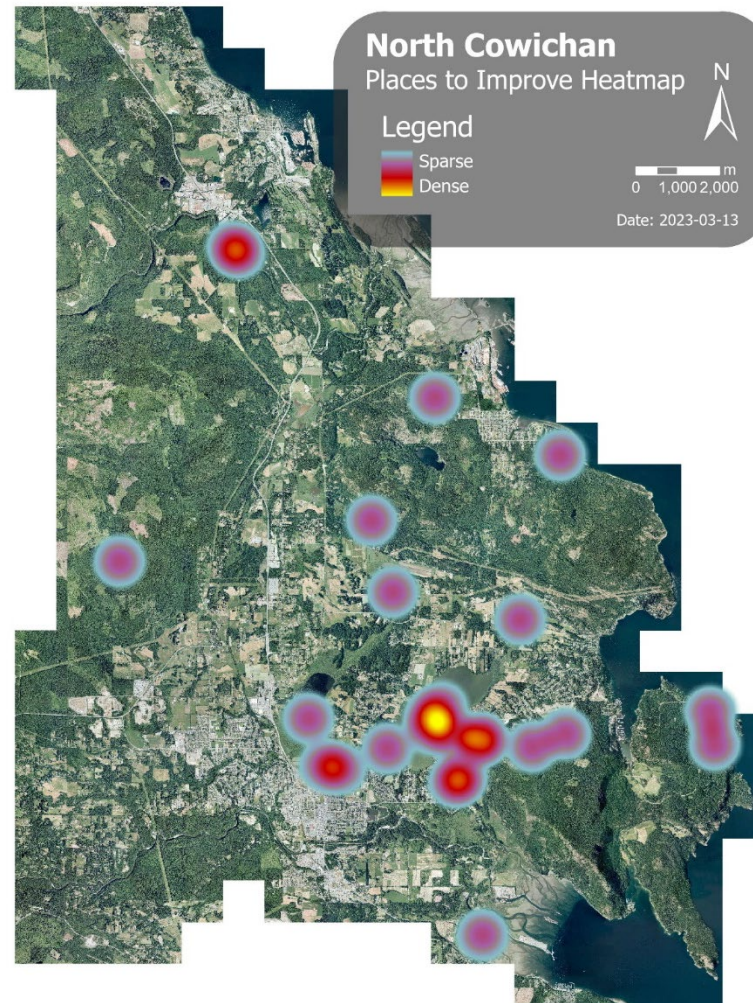 North Cowichan
Places to Improve Heatmap
N
Legend
Sparse
Dense
m
0 1,000 2,000
Date: 2023-03-13